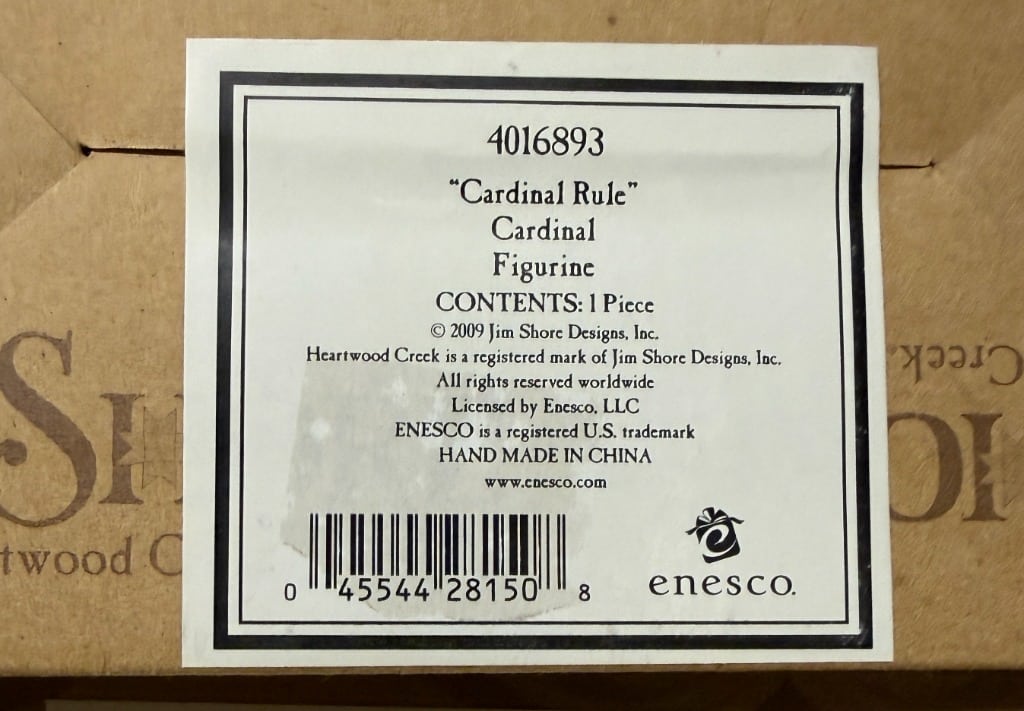 4016893
"Cardinal Rule"
Cardinal
Figurine
CONTENTS: 1 Piece
© 2009 Jim Shore Designs, Inc.
Heartwood Creek is a registered mark of Jim Shore Designs, Inc.
All rights reserved worldwide
Licensed by Enesco, LLC
ENESCO is a registered U.S. trademark
HAND MADE IN CHINA
www.enesco.com
0 45544 28150 8
enesco.
Creek
twood C